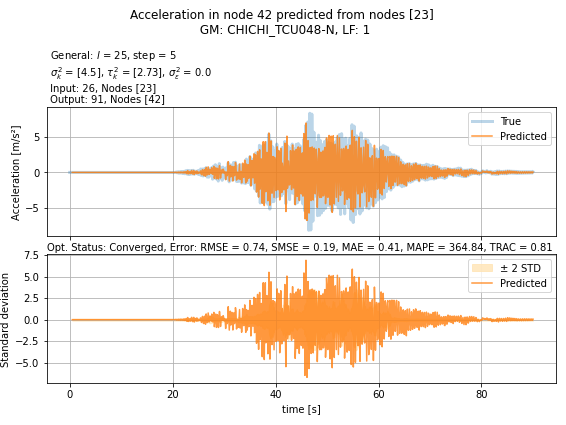 Acceleration in node 42 predicted from nodes [23]
GM: CHICHI_TCU048-N, LF: 1
General: l = 25, step = 5
σ²ₖ = [4.5], τ²ₖ = [2.73], σ²ₑ = 0.0
Input: 26, Nodes [23]
Output: 91, Nodes [42]
Acceleration [m/s²]
5
0
−5
True
Predicted
Opt. Status: Converged, Error: RMSE = 0.74, SMSE = 0.19, MAE = 0.41, MAPE = 364.84, TRAC = 0.81
Standard deviation
7.5
5.0
2.5
0.0
−2.5
−5.0
± 2 STD
Predicted
0 20 40 60 80
time [s]